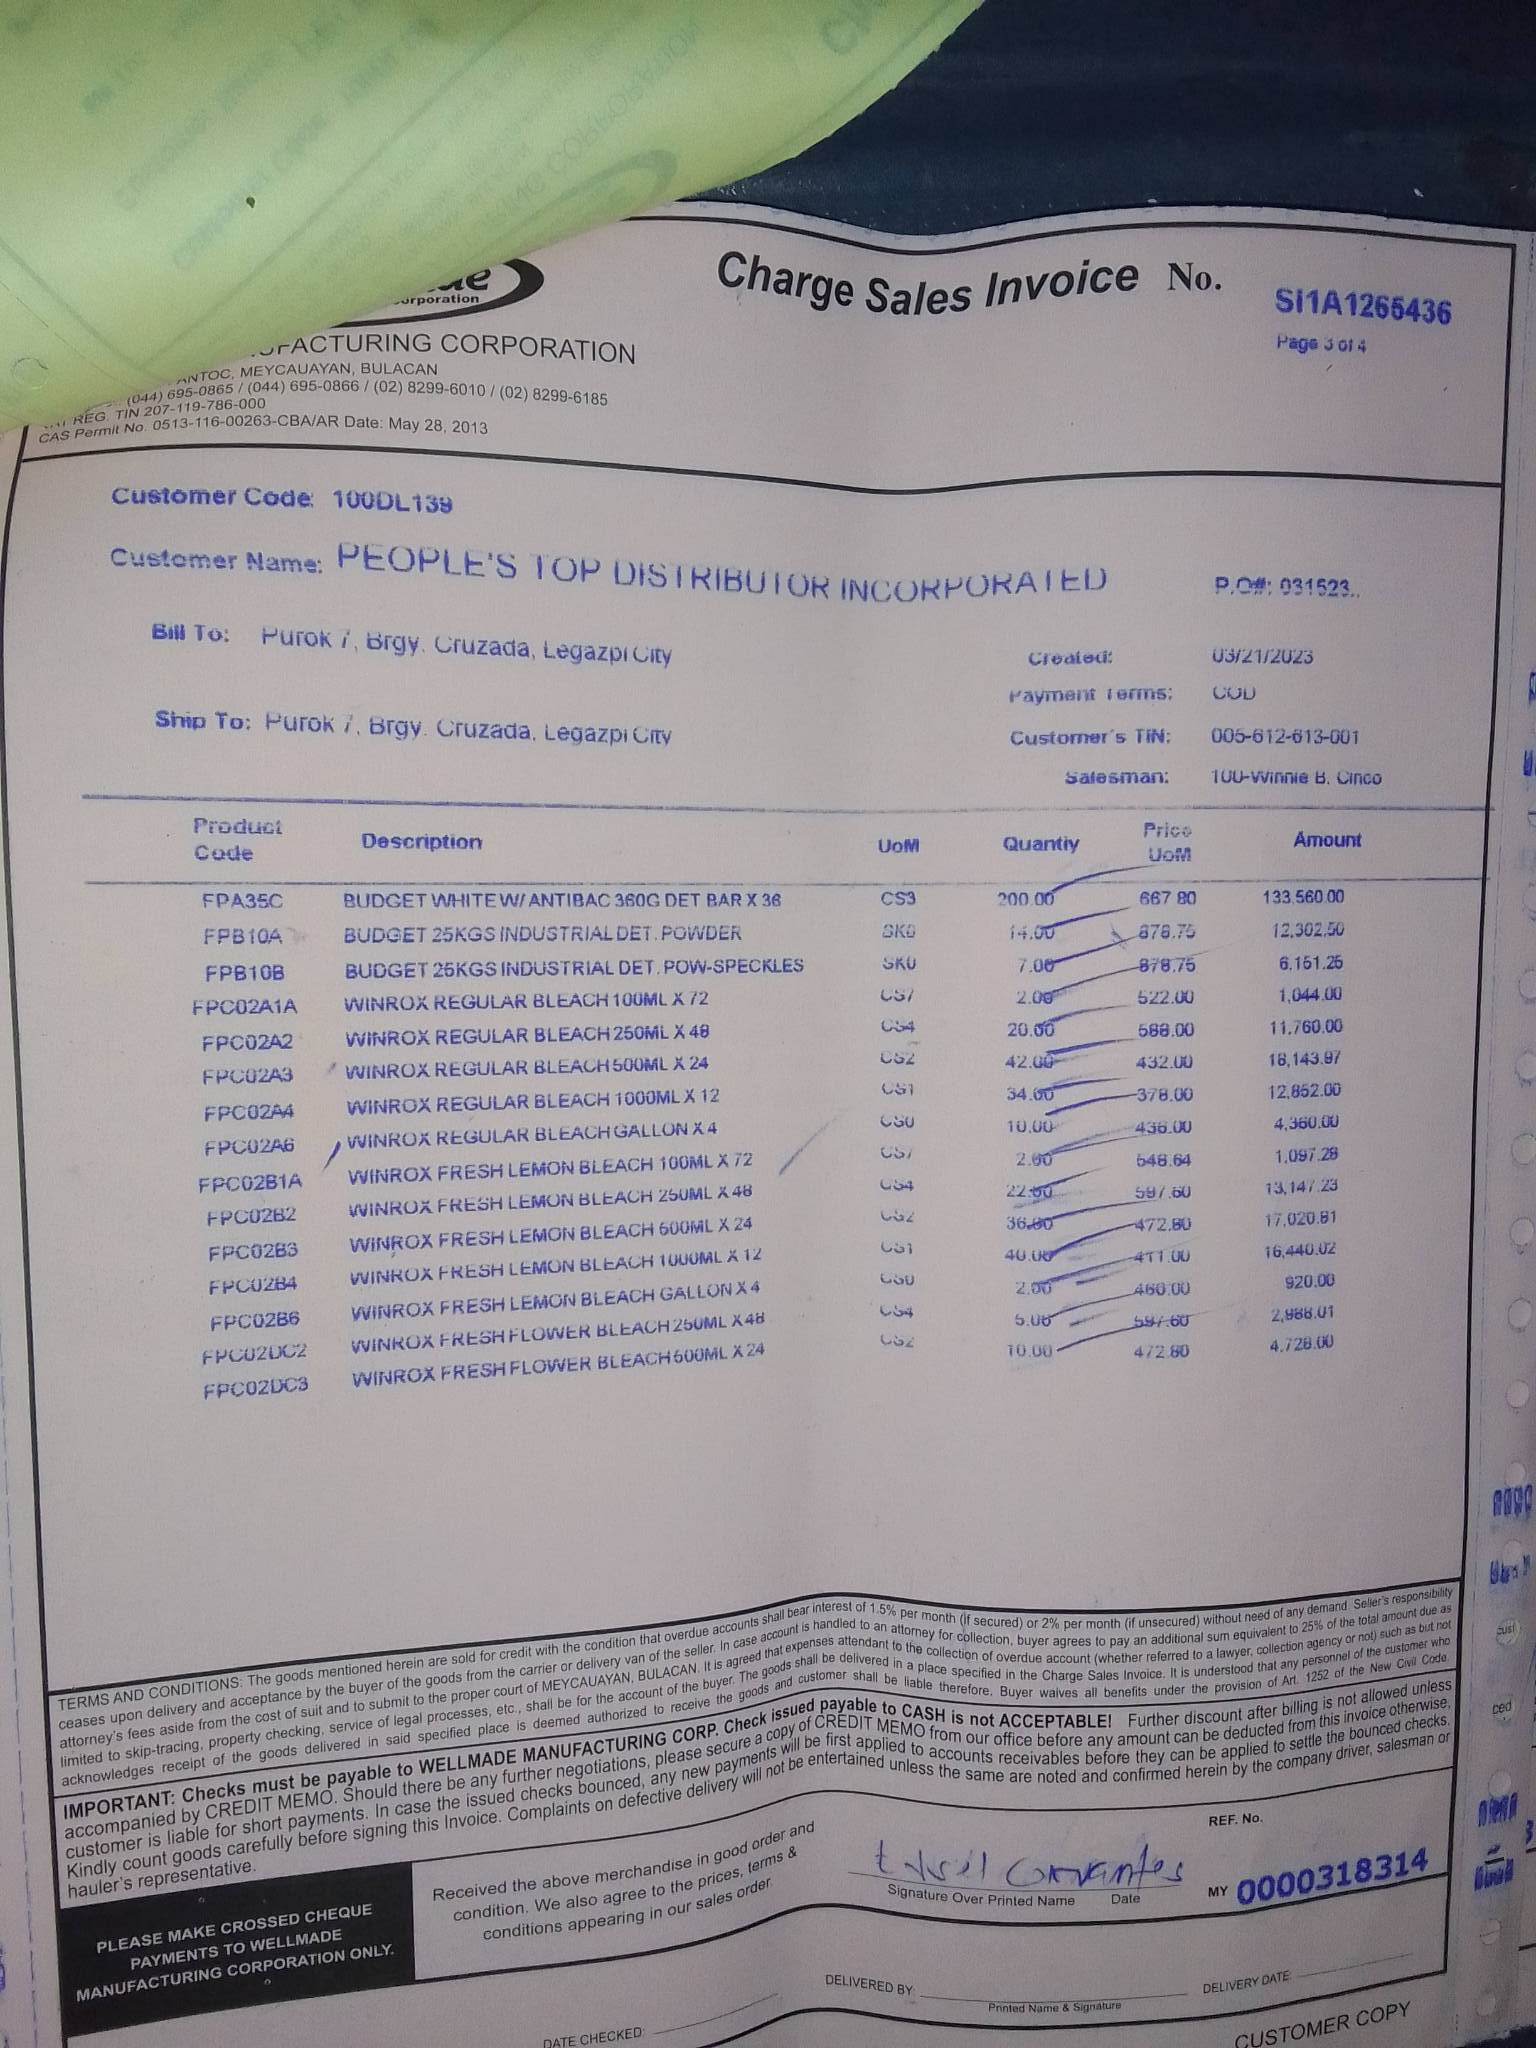 Charge Sales Invoice No. SI1A1265436
Page 3 of 4
corporation
MANUFACTURING CORPORATION
ANTOC, MEYCAUAYAN, BULACAN
(044) 695-0865 / (044) 695-0866 / (02) 8299-6010 / (02) 8299-6185
REG. TIN 207-119-786-000
CAS Permit No. 0513-116-00263-CBA/AR Date: May 28, 2013
Customer Code: 100DL139
Customer Name: PEOPLE'S TOP DISTRIBUTOR INCORPORATED P.O#: 031523..
Bill To: Purok 7, Brgy. Cruzada, Legazpi City
Created: 03/21/2023
Payment Terms: COD
Ship To: Purok 7, Brgy. Cruzada, Legazpi City
Customer's TIN: 005-612-613-001
Salesman: 100-Winnie B. Cinco
Product Code Description UoM Quantiy Price UoM Amount
FPA35C BUDGET WHITE W/ ANTIBAC 360G DET BAR X 36 CS3 200.00 667.80 133,560.00
FPB10A BUDGET 25KGS INDUSTRIAL DET. POWDER SK0 14.00 878.75 12,302.50
FPB10B BUDGET 25KGS INDUSTRIAL DET. POW-SPECKLES SK0 7.00 878.75 6,151.25
FPC02A1A WINROX REGULAR BLEACH 100ML X 72 CS7 2.00 522.00 1,044.00
FPC02A2 WINROX REGULAR BLEACH 250ML X 48 CS4 20.00 588.00 11,760.00
FPC02A3 WINROX REGULAR BLEACH 500ML X 24 CS2 42.00 432.00 18,143.97
FPC02A4 WINROX REGULAR BLEACH 1000ML X 12 CS1 34.00 378.00 12,852.00
FPC02A6 WINROX REGULAR BLEACH GALLON X 4 CS0 10.00 436.00 4,360.00
FPC02B1A WINROX FRESH LEMON BLEACH 100ML X 72 CS7 2.00 548.64 1,097.28
FPC02B2 WINROX FRESH LEMON BLEACH 250ML X 48 CS4 22.00 597.60 13,147.23
FPC02B3 WINROX FRESH LEMON BLEACH 500ML X 24 CS2 36.00 472.80 17,020.81
FPC02B4 WINROX FRESH LEMON BLEACH 1000ML X 12 CS1 40.00 411.00 16,440.02
FPC02B6 WINROX FRESH LEMON BLEACH GALLON X 4 CS0 2.00 460.00 920.00
FPC02DC2 WINROX FRESH FLOWER BLEACH 250ML X 48 CS4 5.00 597.60 2,988.01
FPC02DC3 WINROX FRESH FLOWER BLEACH 500ML X 24 CS2 10.00 472.80 4,728.00
TERMS AND CONDITIONS: The goods mentioned herein are sold for credit with the condition that overdue accounts shall bear interest of 1.5% per month (if secured) or 2% per month (if unsecured) without need of any demand. Seller's responsibility
ceases upon delivery and acceptance by the buyer of the goods from the carrier or delivery van of the seller. In case account is handled to an attorney for collection, buyer agrees to pay an additional sum equivalent to 25% of the total amount due as
attorney's fees aside from the cost of suit and to submit to the proper court of MEYCAUAYAN, BULACAN. It is agreed that expenses attendant to the collection of overdue account (whether referred to a lawyer, collection agency or not) such as but not
limited to skip-tracing, property checking, service of legal processes, etc., shall be for the account of the buyer. The goods shall be delivered in a place specified in the Charge Sales Invoice. It is understood that any personnel of the customer who
acknowledges receipt of the goods delivered in said specified place is deemed authorized to receive the goods and customer shall be liable therefore. Buyer waives all benefits under the provision of Art. 1252 of the New Civil Code.
IMPORTANT: Checks must be payable to WELLMADE MANUFACTURING CORP. Check issued payable to CASH is not ACCEPTABLE! Further discount after billing is not allowed unless
accompanied by CREDIT MEMO. Should there be any further negotiations, please secure a copy of CREDIT MEMO from our office before any amount can be deducted from this invoice otherwise,
customer is liable for short payments. In case the issued checks bounced, any new payments will be first applied to accounts receivables before they can be applied to settle the bounced checks.
Kindly count goods carefully before signing this Invoice. Complaints on defective delivery will not be entertained unless the same are noted and confirmed herein by the company driver, salesman or
hauler's representative.
PLEASE MAKE CROSSED CHEQUE
PAYMENTS TO WELLMADE
MANUFACTURING CORPORATION ONLY.
Received the above merchandise in good order and
condition. We also agree to the prices, terms &
conditions appearing in our sales order.
Signature Over Printed Name Date
REF. No.
MY 0000318314
DELIVERED BY:
Printed Name & Signature
DELIVERY DATE:
DATE CHECKED:
CUSTOMER COPY